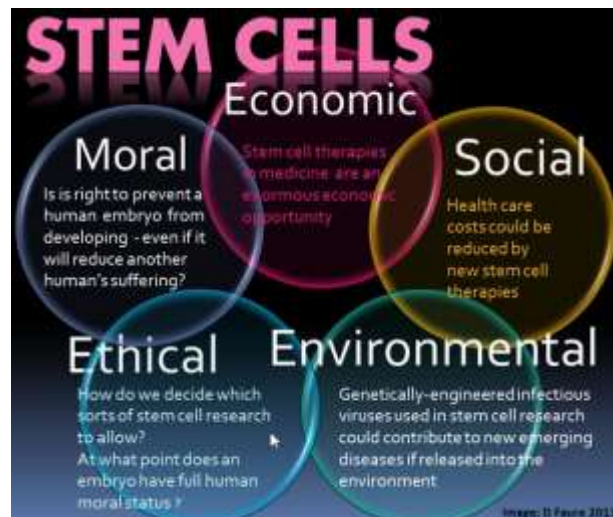 STEM CELLS
Economic
Stem cell therapies
in medicine are an
enormous economic
opportunity
Moral
Is is right to prevent a
human embryo from
developing - even if it
will reduce another
human's suffering?
Social
Health care
costs could be
reduced by
new stem cell
therapies
Ethical
How do we decide which
sorts of stem cell research
to allow?
At what point does an
embryo have full human
moral status ?
Environmental
Genetically-engineered infectious
viruses used in stem cell research
could contribute to new emerging
diseases if released into the
environment
Image: D Faure